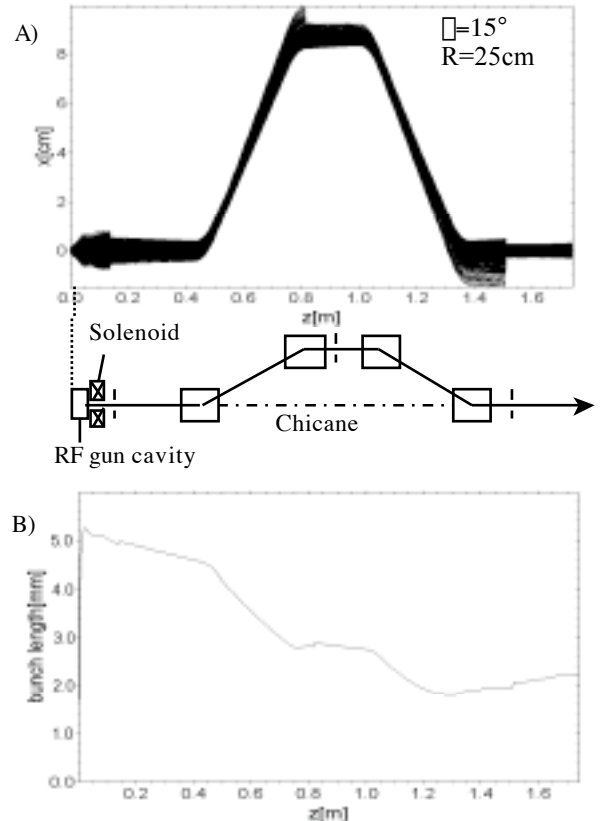 A)
▯=15°
R=25cm
8
6
4
2
0
x[cm]
0.0 0.2 0.4 0.6 0.8 1.0 1.2 1.4 1.6
z[m]
Solenoid
Chicane
RF gun cavity
B)
5.0
4.0
3.0
2.0
1.0
0.0
bunch length[mm]
0.2 0.4 0.6 0.8 1.0 1.2 1.4 1.6
z[m]